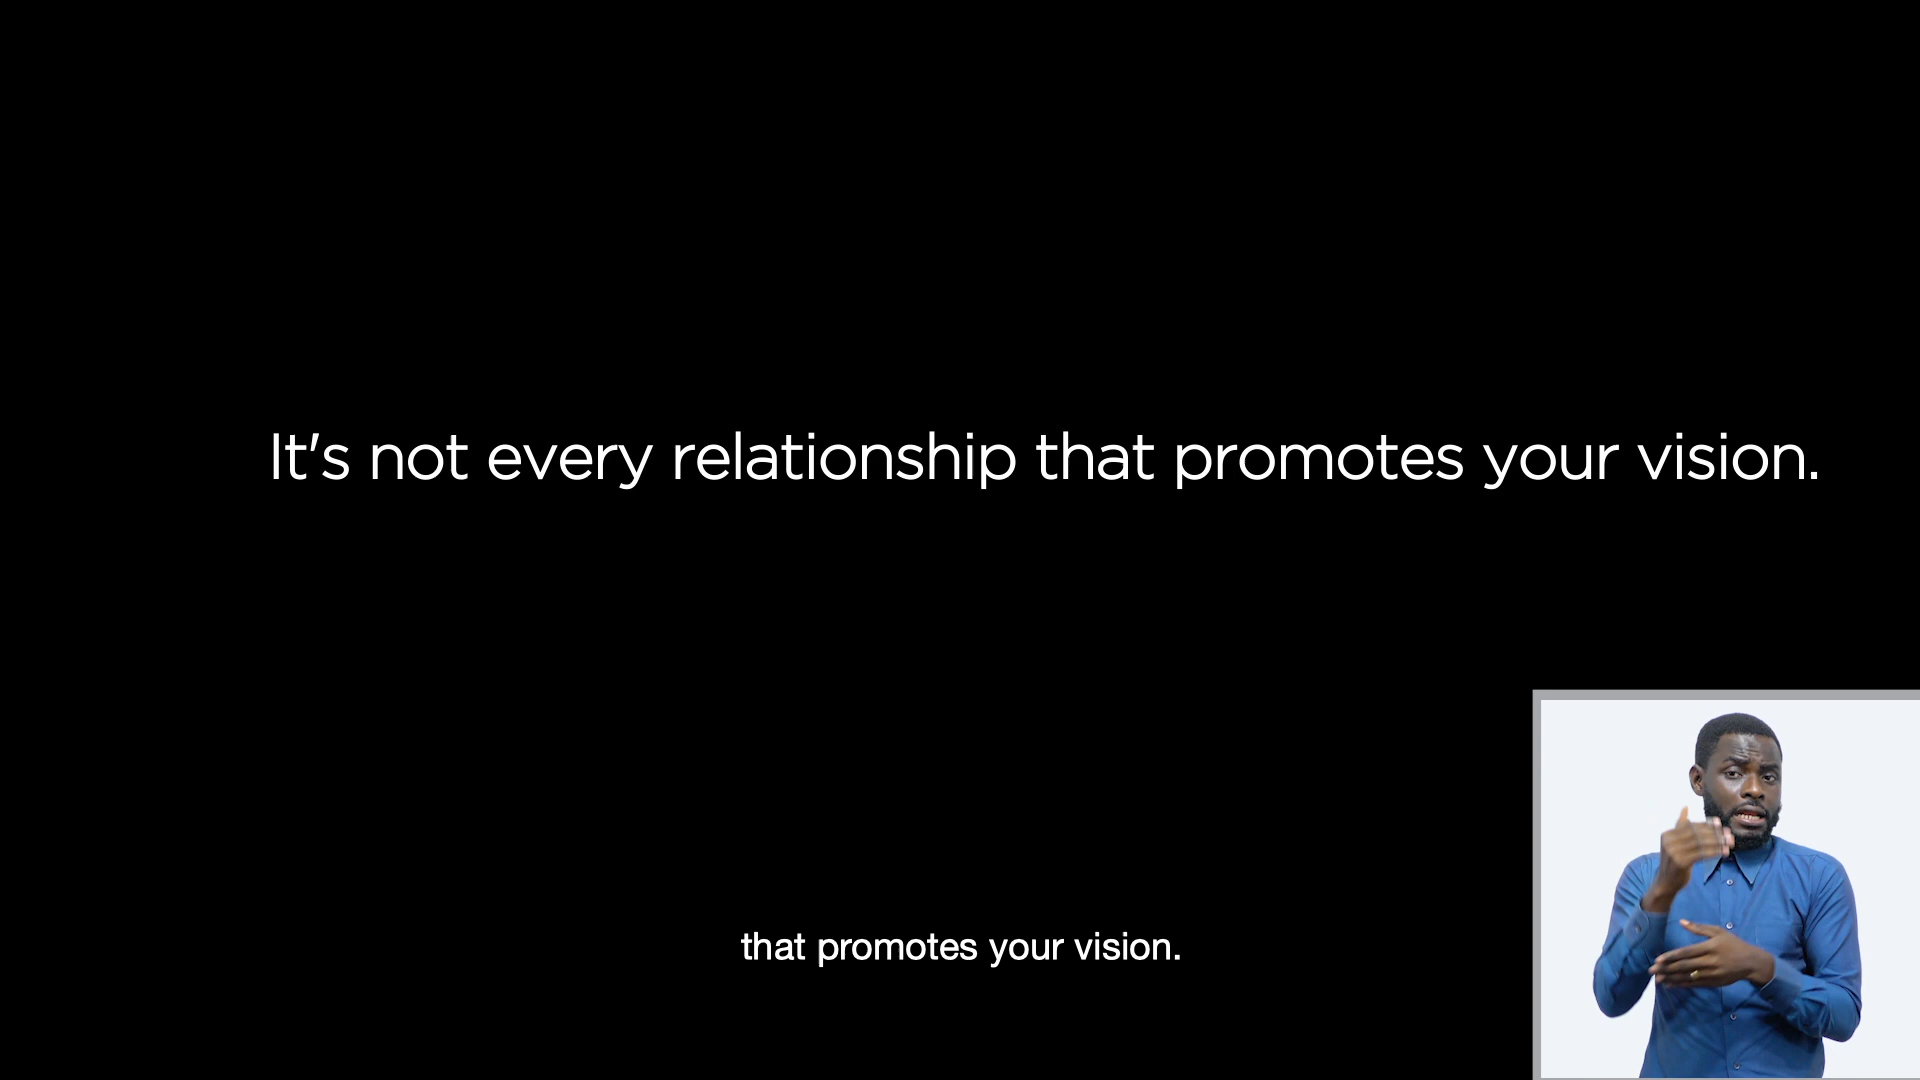 It's not every relationship that promotes your vision.
that promotes your vision.